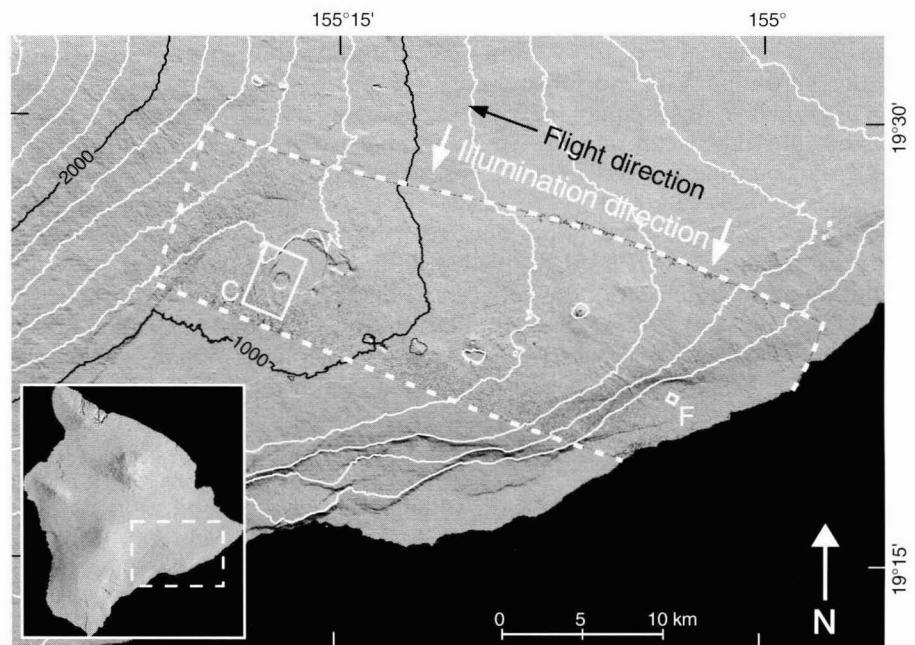 155°15'
155°
19°30'
2000
Flight direction
Illumination direction
C
1000
F
19°15'
0 5 10 km
N